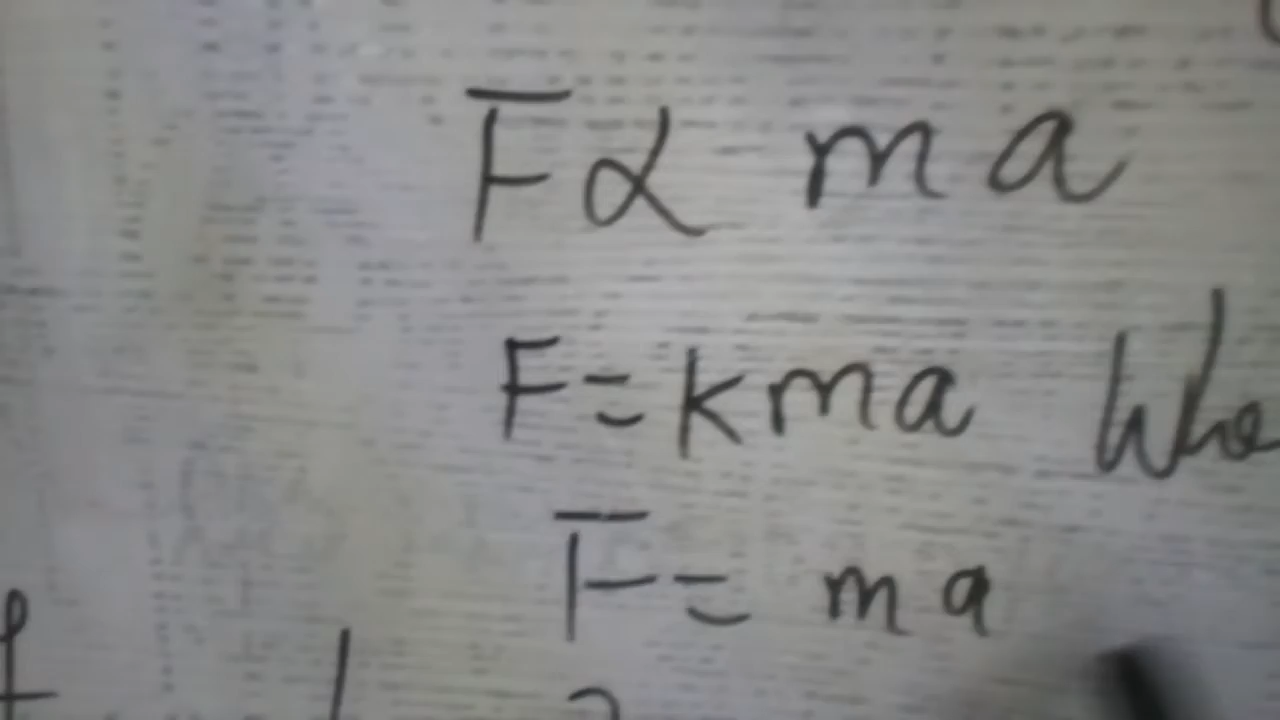 F α ma
F = kma
F = ma